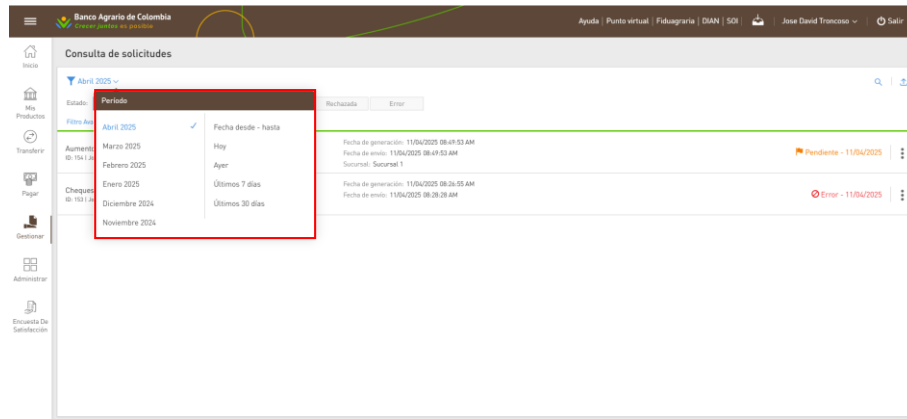 Banco Agrario de Colombia
Crecer juntos es posible
Ayuda | Punto virtual | Fiduagraria | DIAN | SOI |
Jose David Troncoso
Salir
Inicio
Mis
Productos
Transferir
Pagar
Gestionar
Administrar
Encuesta De
Satisfacción
Consulta de solicitudes
Abril 2025
Estado:
Rechazada
Error
Filtro Ava
Periodo
Abril 2025
Marzo 2025
Febrero 2025
Enero 2025
Diciembre 2024
Noviembre 2024
Fecha desde - hasta
Hoy
Ayer
Últimos 7 días
Últimos 30 días
Aumento
ID: 154 | Jo
Fecha de generación: 11/04/2025 08:49:53 AM
Fecha de envío: 11/04/2025 08:49:53 AM
Sucursal: Sucursal 1
Pendiente - 11/04/2025
Cheques
ID: 153 | Jo
Fecha de generación: 11/04/2025 08:26:55 AM
Fecha de envío: 11/04/2025 08:28:28 AM
Error - 11/04/2025